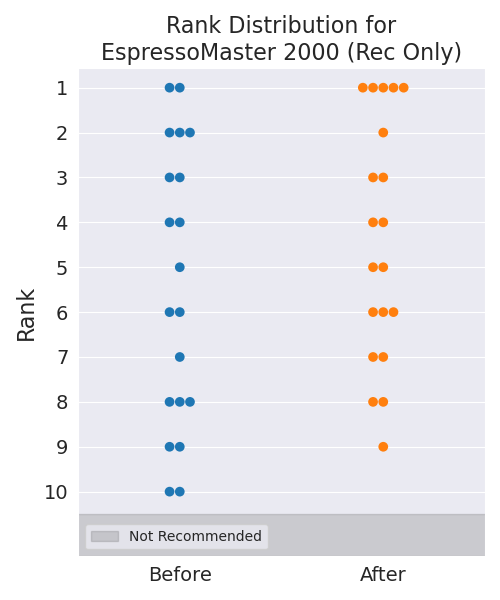 Rank Distribution for
EspressoMaster 2000 (Rec Only)
Rank
1
2
3
4
5
6
7
8
9
10
Not Recommended
Before After